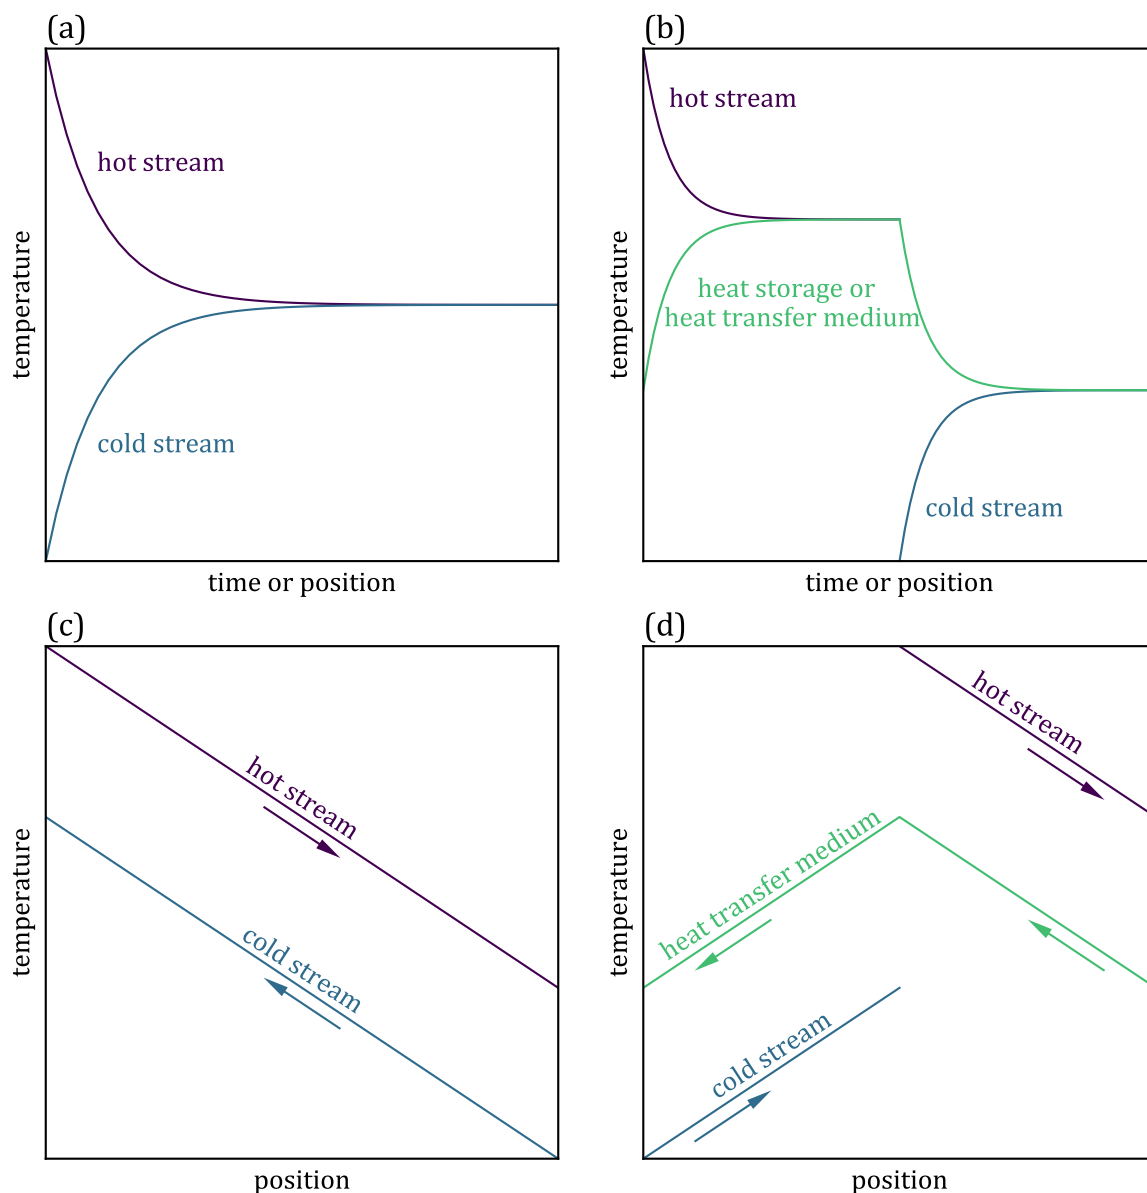 (a)
hot stream
cold stream
temperature
time or position
(b)
hot stream
heat storage or
heat transfer medium
cold stream
temperature
time or position
(c)
hot stream
cold stream
temperature
position
(d)
hot stream
heat transfer medium
cold stream
temperature
position